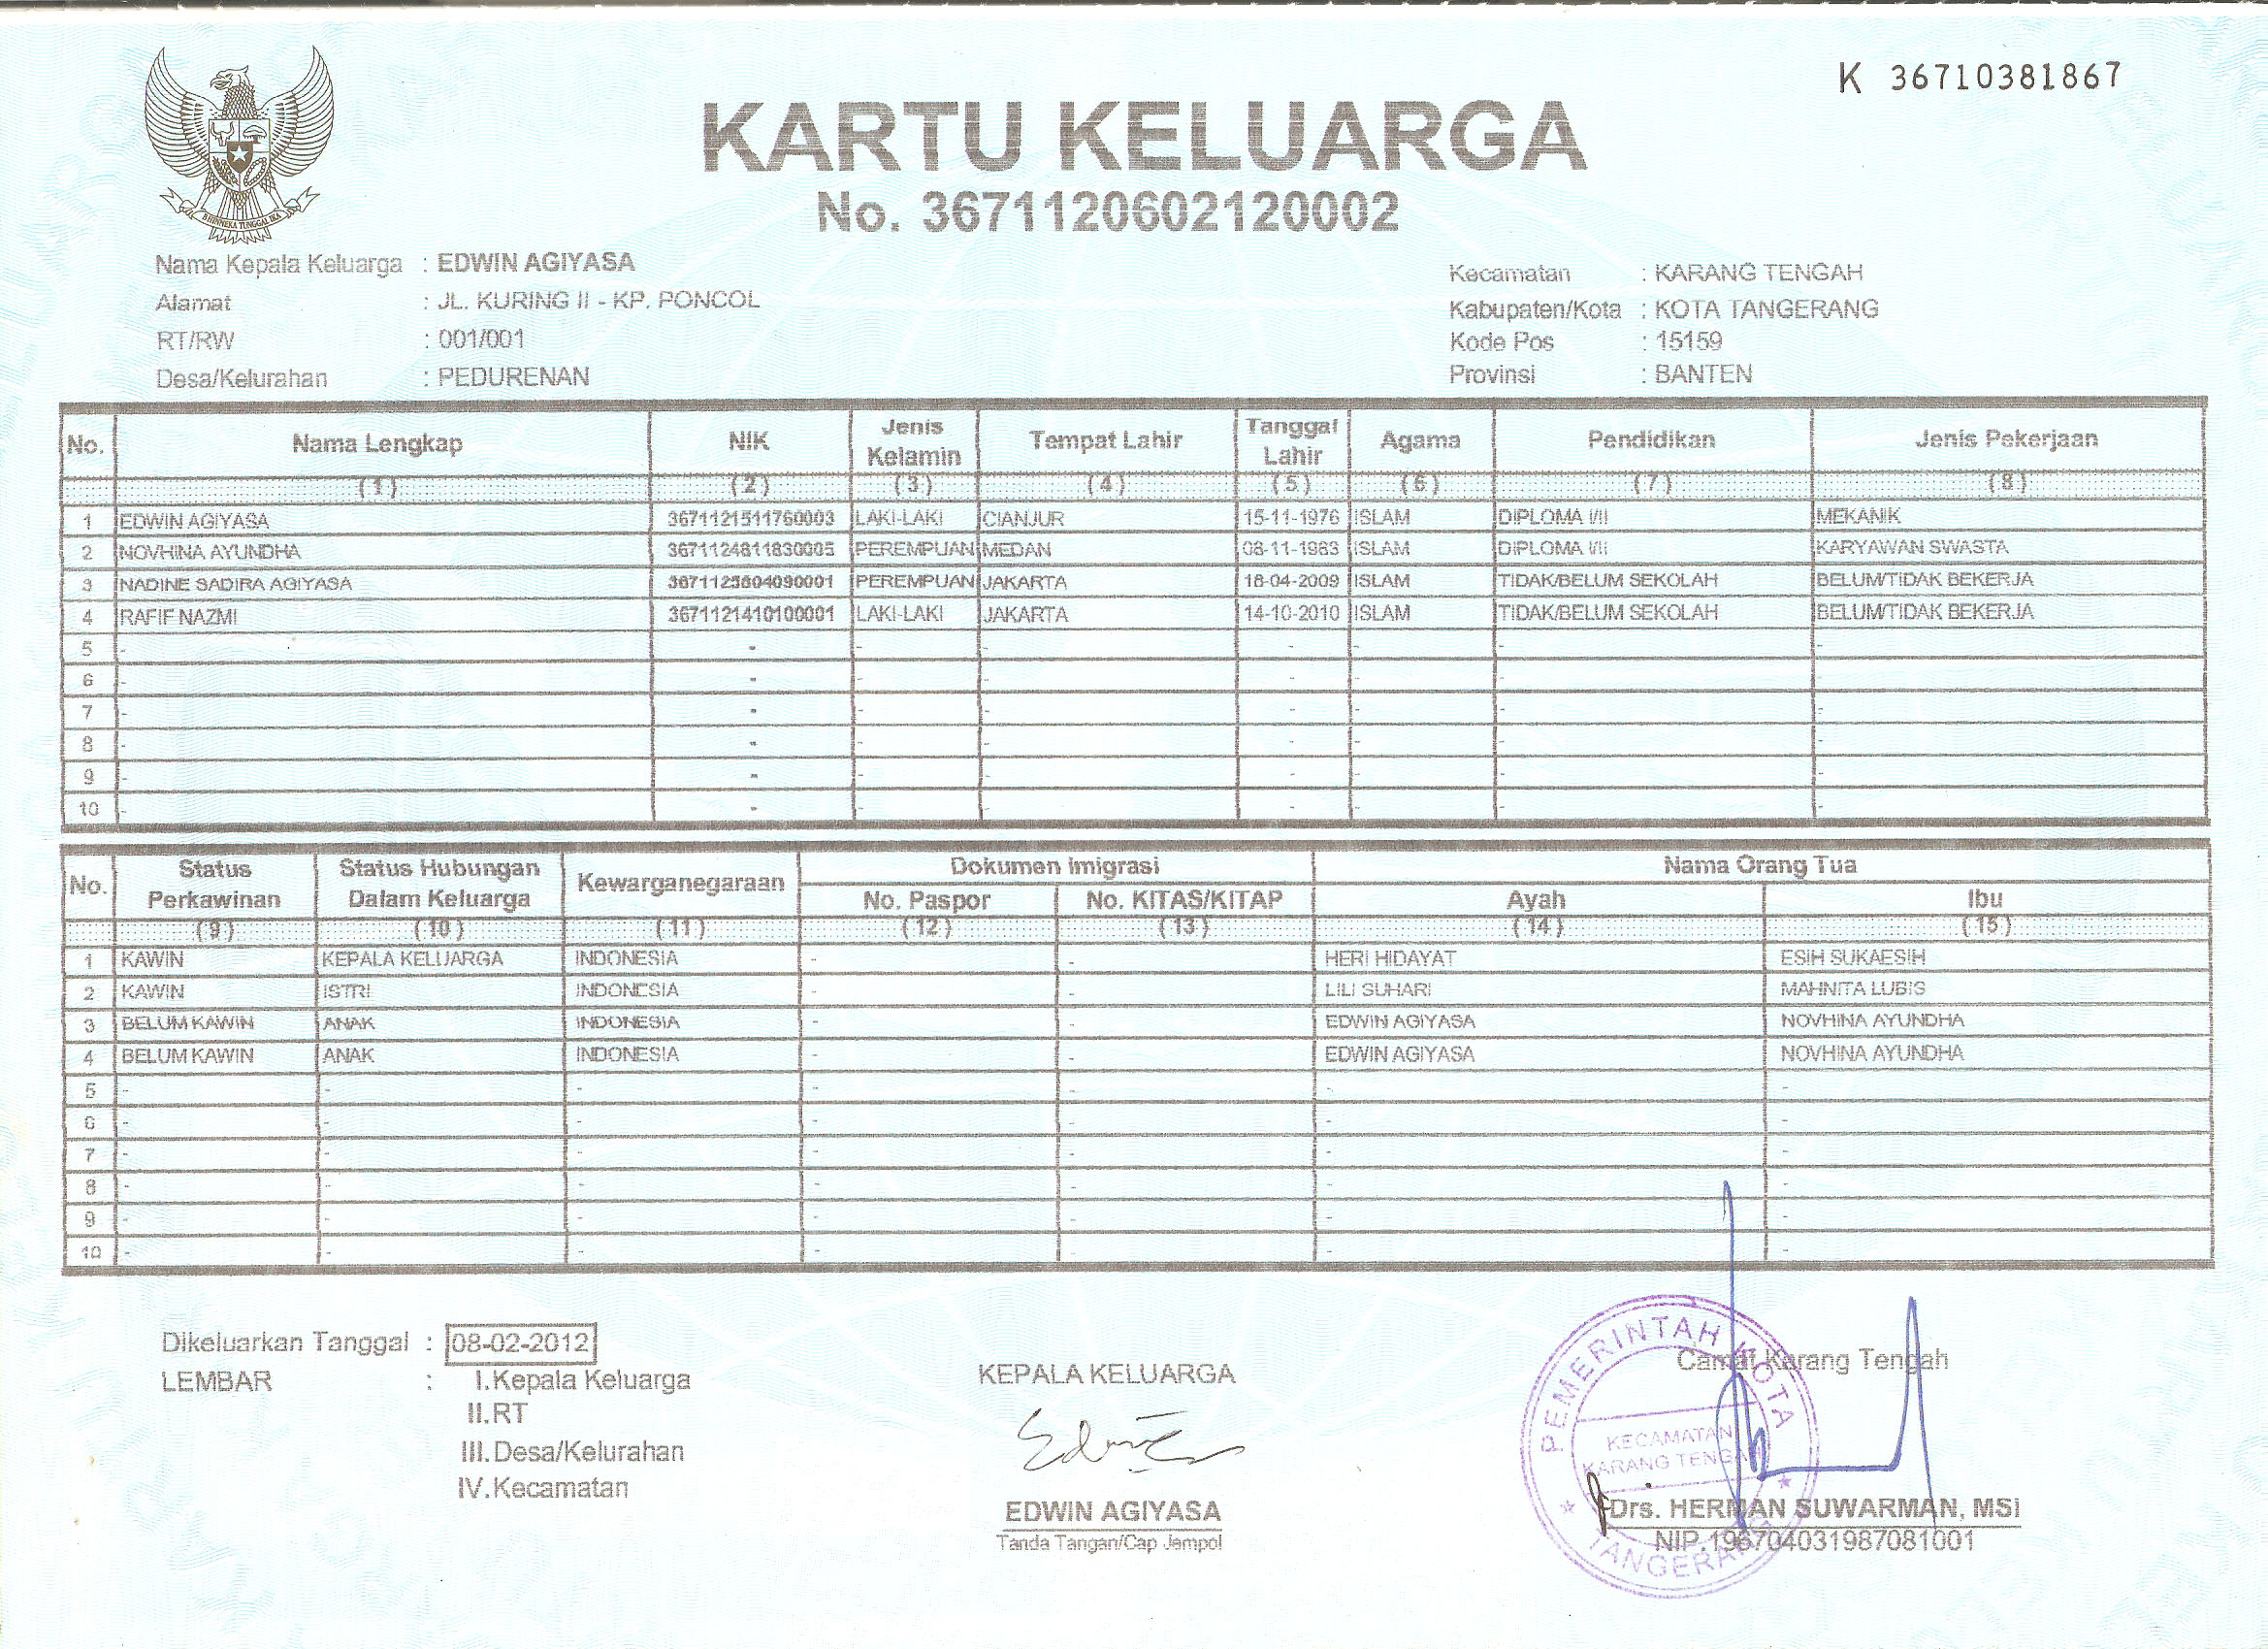 K 36710381867
KARTU KELUARGA
No. 3671120602120002
BHINNEKA TUNGGAL IKA
Nama Kepala Keluarga : EDWIN AGIYASA
Alamat : JL. KURING II - KP. PONCOL
RT/RW : 001/001
Desa/Kelurahan : PEDURENAN
Kecamatan : KARANG TENGAH
Kabupaten/Kota : KOTA TANGERANG
Kode Pos : 15159
Provinsi : BANTEN
No. Nama Lengkap NIK Jenis Kelamin Tempat Lahir Tanggal Lahir Agama Pendidikan Jenis Pekerjaan
(1) (2) (3) (4) (5) (6) (7) (8)
1 EDWIN AGIYASA 3671121511760003 LAKI-LAKI CIANJUR 15-11-1976 ISLAM DIPLOMA I/II MEKANIK
2 NOVHINA AYUNDHA 3671124811830005 PEREMPUAN MEDAN 08-11-1983 ISLAM DIPLOMA I/II KARYAWAN SWASTA
3 NADINE SADIRA AGIYASA 3671125804090001 PEREMPUAN JAKARTA 18-04-2009 ISLAM TIDAK/BELUM SEKOLAH BELUM/TIDAK BEKERJA
4 RAFIF NAZMI 3671121410100001 LAKI-LAKI JAKARTA 14-10-2010 ISLAM TIDAK/BELUM SEKOLAH BELUM/TIDAK BEKERJA
5 - - - - - - - -
6 - - - - - - - -
7 - - - - - - - -
8 - - - - - - - -
9 - - - - - - - -
10 - - - - - - - -
No. Status Perkawinan Status Hubungan Dalam Keluarga Kewarganegaraan Dokumen Imigrasi Nama Orang Tua
No. Paspor No. KITAS/KITAP Ayah Ibu
(9) (10) (11) (12) (13) (14) (15)
1 KAWIN KEPALA KELUARGA INDONESIA - - HERI HIDAYAT ESIH SUKAESIH
2 KAWIN ISTRI INDONESIA - - LILI SUHARI MAHNITA LUBIS
3 BELUM KAWIN ANAK INDONESIA - - EDWIN AGIYASA NOVHINA AYUNDHA
4 BELUM KAWIN ANAK INDONESIA - - EDWIN AGIYASA NOVHINA AYUNDHA
5 - - - - - - -
6 - - - - - - -
7 - - - - - - -
8 - - - - - - -
9 - - - - - - -
10 - - - - - - -
Dikeluarkan Tanggal : 08-02-2012
LEMBAR : I. Kepala Keluarga
II. RT
III. Desa/Kelurahan
IV. Kecamatan
KEPALA KELUARGA
EDWIN AGIYASA
Tanda Tangan/Cap Jempol
Camat Karang Tengah
PEMERINTAH KOTA TANGERANG
KECAMATAN
KARANG TENGAH
Drs. HERMAN SUWARMAN, MSi
NIP.196704031987081001